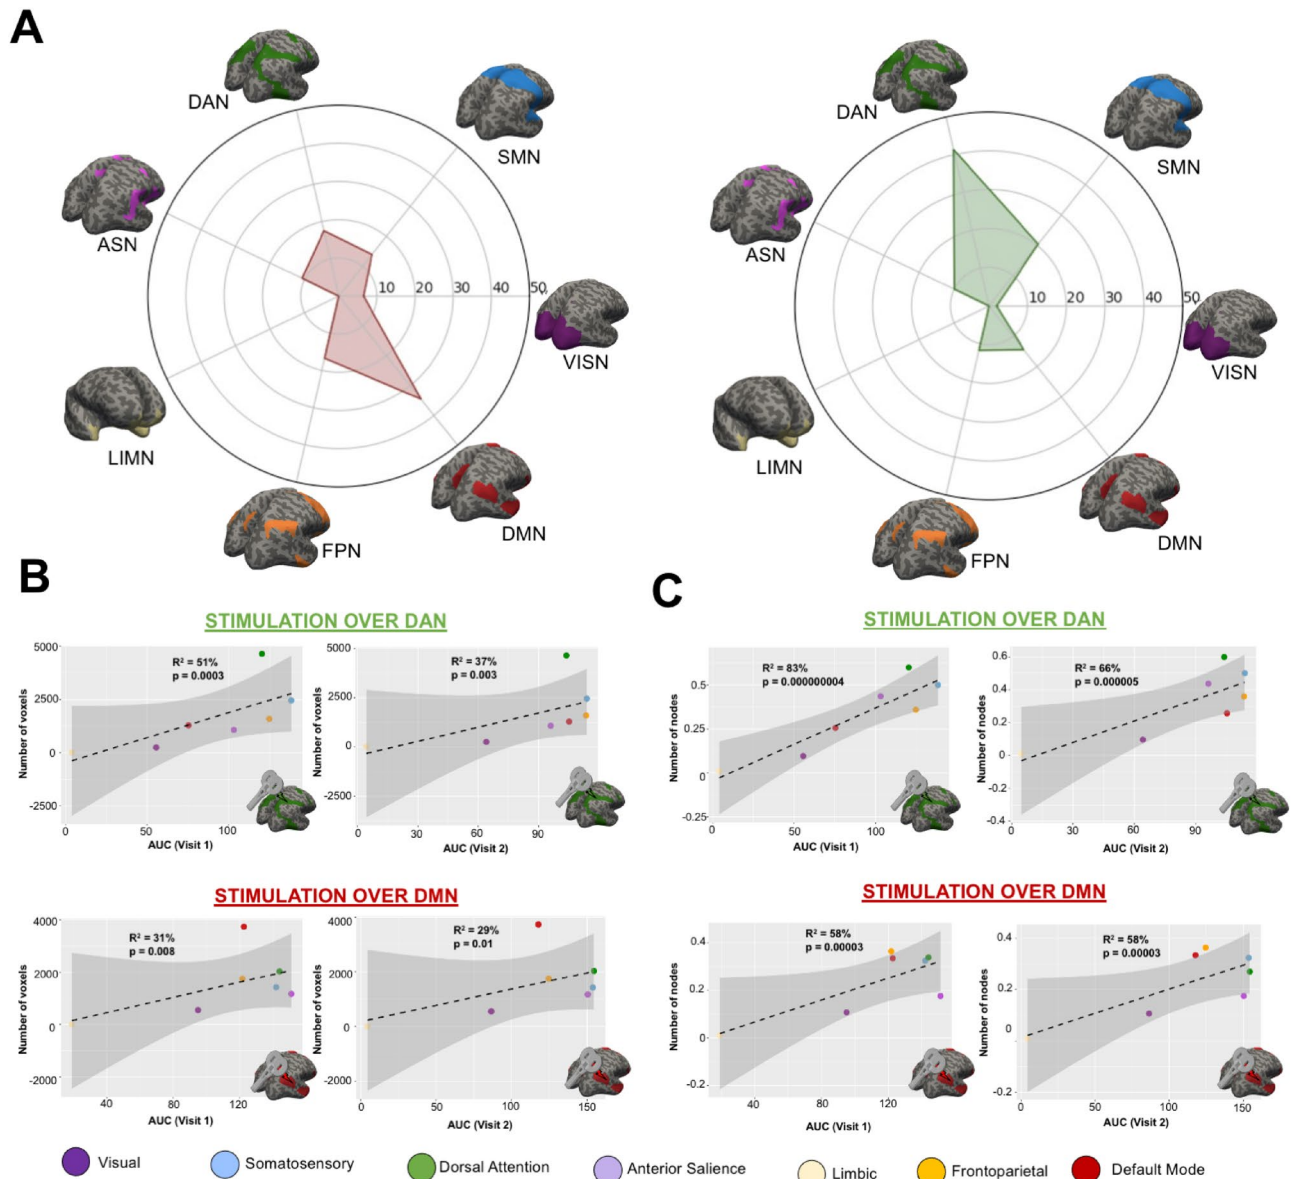 A
DAN
SMN
ASN
10 20 30 40 50
VISN
LIMN
DMN
FPN
DAN
SMN
ASN
10 20 30 40 50
VISN
LIMN
DMN
FPN
B
STIMULATION OVER DAN
R² = 51%
p = 0.0003
Number of voxels
5000
2500
0
-2500
0 50 100
AUC (Visit 1)
R² = 37%
p = 0.003
Number of voxels
5000
2500
0
-2500
0 30 60 90
AUC (Visit 2)
STIMULATION OVER DMN
R² = 31%
p = 0.008
Number of voxels
4000
2000
0
-2000
40 80 120
AUC (Visit 1)
R² = 29%
p = 0.01
Number of voxels
4000
2000
0
-2000
0 50 100 150
AUC (Visit 2)
C
STIMULATION OVER DAN
R² = 83%
p = 0.000000004
Number of nodes
0.5
0.25
0
-0.25
0 50 100
AUC (Visit 1)
R² = 66%
p = 0.000005
Number of nodes
0.6
0.4
0.2
0
-0.2
-0.4
0 30 60 90
AUC (Visit 2)
STIMULATION OVER DMN
R² = 58%
p = 0.00003
Number of nodes
0.4
0.2
0
-0.2
40 80 120
AUC (Visit 1)
R² = 58%
p = 0.00003
Number of nodes
0.4
0.2
0
-0.2
0 50 100 150
AUC (Visit 2)
Visual Somatosensory Dorsal Attention Anterior Salience Limbic Frontoparietal Default Mode